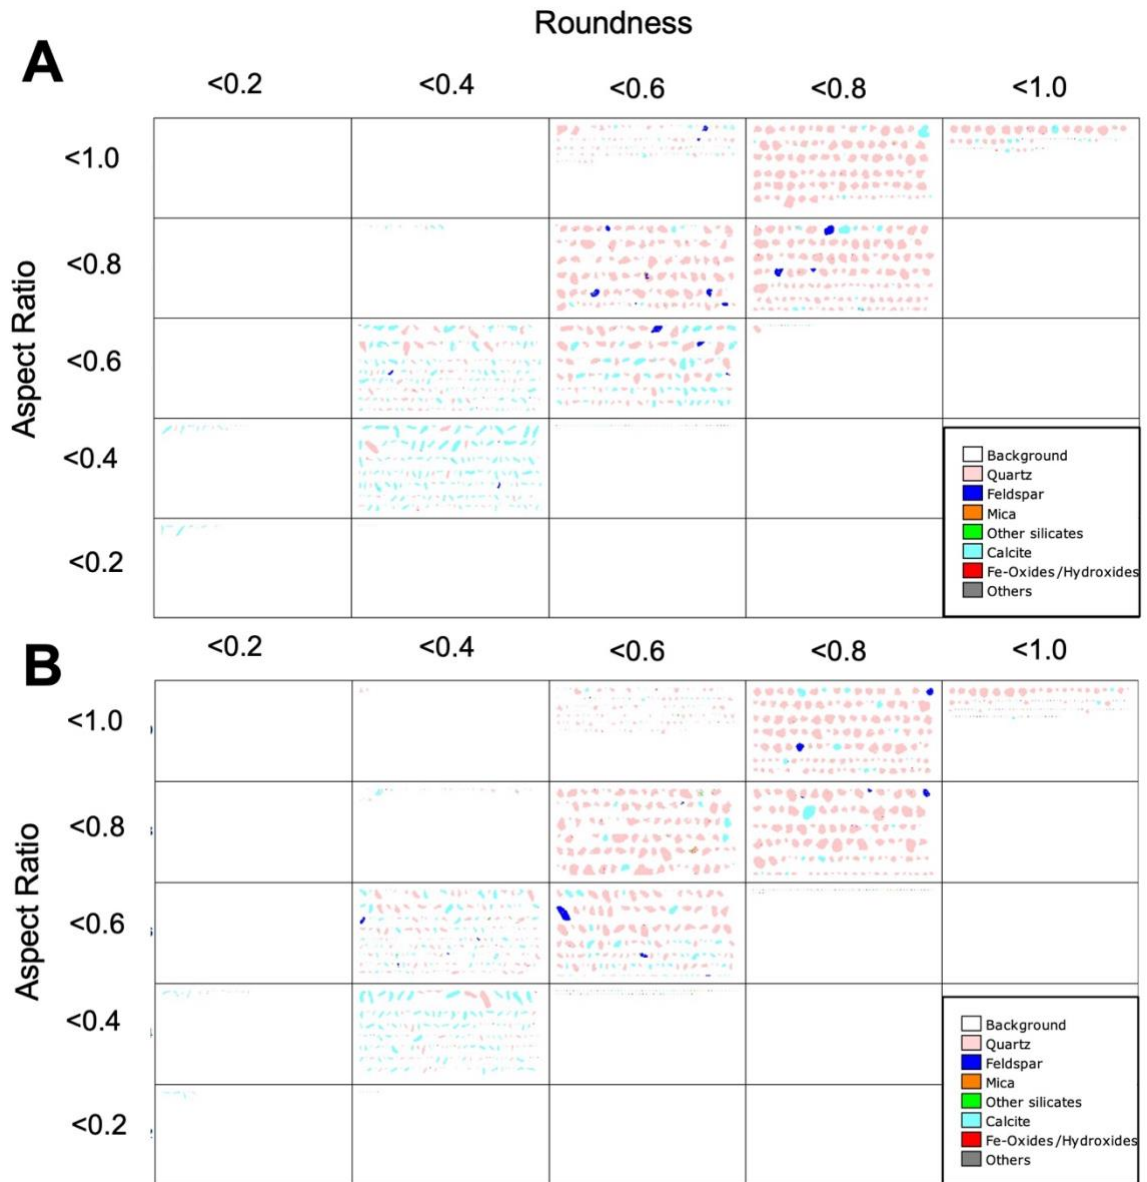 Roundness
A
<0.2 <0.4 <0.6 <0.8 <1.0
Aspect Ratio
<1.0
<0.8
<0.6
<0.4
<0.2
Background
Quartz
Feldspar
Mica
Other silicates
Calcite
Fe-Oxides/Hydroxides
Others
B
<0.2 <0.4 <0.6 <0.8 <1.0
Aspect Ratio
<1.0
<0.8
<0.6
<0.4
<0.2
Background
Quartz
Feldspar
Mica
Other silicates
Calcite
Fe-Oxides/Hydroxides
Others